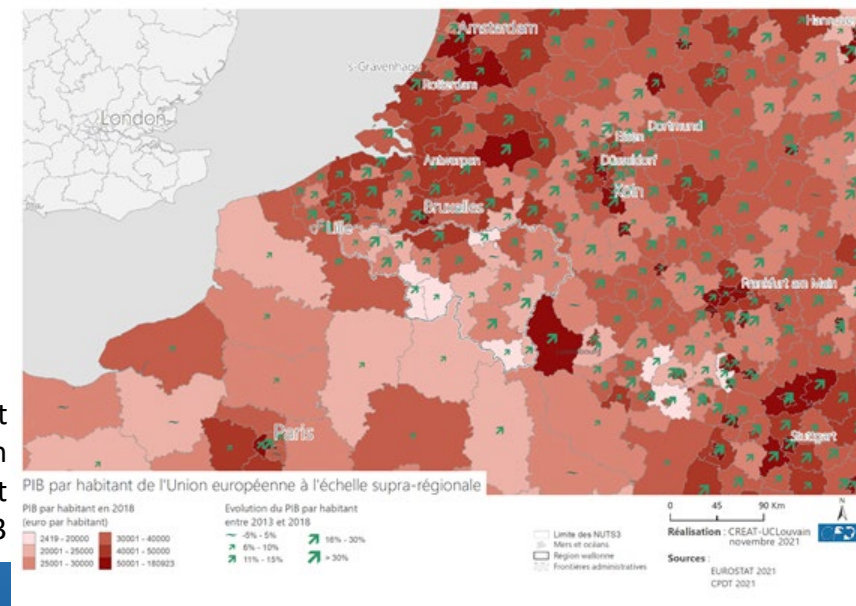 Amsterdam
Hannover
s-Gravenhage
Rotterdam
London
Essen
Dortmund
Antwerpen
Düsseldorf
Bruxelles
Köln
Lille
Frankfurt am Main
Luxembourg
Paris
Stuttgart
t
n
t
3
PIB par habitant de l'Union européenne à l'échelle supra-régionale
PIB par habitant en 2018
(euro par habitant)
2419 - 20000
20001 - 25000
25001 - 30000
30001 - 40000
40001 - 50000
50001 - 180923
Evolution du PIB par habitant
entre 2013 et 2018
-5% - 5%
6% - 10%
11% - 15%
16% - 30%
> 30%
Limite des NUTS3
Mers et océans
Region wallonne
Frontières administratives
0 45 90 Km
N
Réalisation : CREAT-UCLouvain
novembre 2021
Sources :
EUROSTAT 2021
CPDT 2021